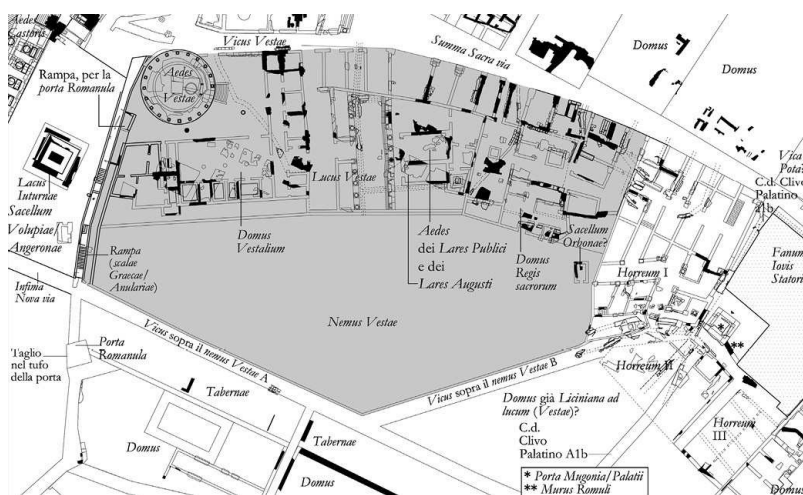 Aedes
Castoris
Vicus Vestae
Summa Sacra via
Domus
Domus
Rampa, per la
porta Romanula
Aedes
Vestae
Lacus
Iuturnae
Sacellum
Volupiae/
Angeronae
Lucus Vestae
Vica
Pota?
C.d. Clivo
Palatino
a1b
Rampa
(scalae
Graecae/
Anulariae)
Domus
Vestalium
Aedes
dei Lares Publici
e dei
Lares Augusti
Domus
Regis
sacrorum
Sacellum
Orbonae?
Horreum I
Fanum
Iovis
Statoris
Infima
Nova via
Nemus Vestae
*
**
Porta
Romanula
Taglio
nel tufo
della porta
Vicus sopra il nemus Vestae A
Vicus sopra il nemus Vestae B
Horreum II
Tabernae
Domus già Liciniana ad
lucum (Vestae)?
C.d.
Clivo
Palatino A1b
Horreum
III
Domus
Tabernae
Domus
* Porta Mugonia/Palatii
** Murus Romuli
Domus